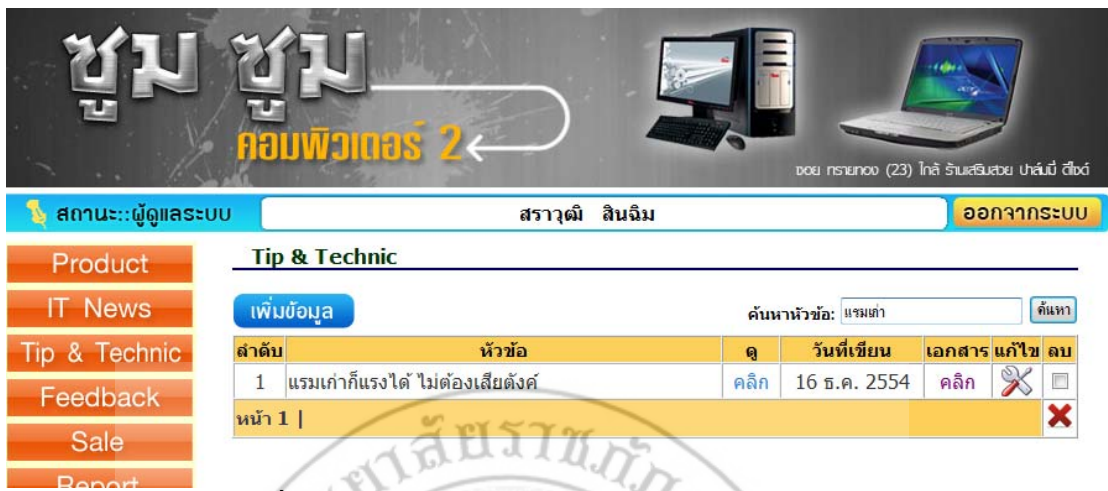 ซูม ซูม
คอมพิวเตอร์ 2
ซอย ทรายทอง (23) ใกล้ ร้านเสริมสวย ปาล์มมี่ ดีไซด์
สถานะ::ผู้ดูแลระบบ สราวุฒิ สินฉิม ออกจากระบบ
Product
IT News
Tip & Technic
Feedback
Sale
Report
Tip & Technic
เพิ่มข้อมูล ค้นหาหัวข้อ: แรมเก่า ค้นหา
ลำดับ หัวข้อ ดู วันที่เขียน เอกสาร แก้ไข ลบ
1 แรมเก่าก็แรงได้ ไม่ต้องเสียตังค์ คลิก 16 ธ.ค. 2554 คลิก
หน้า 1 |